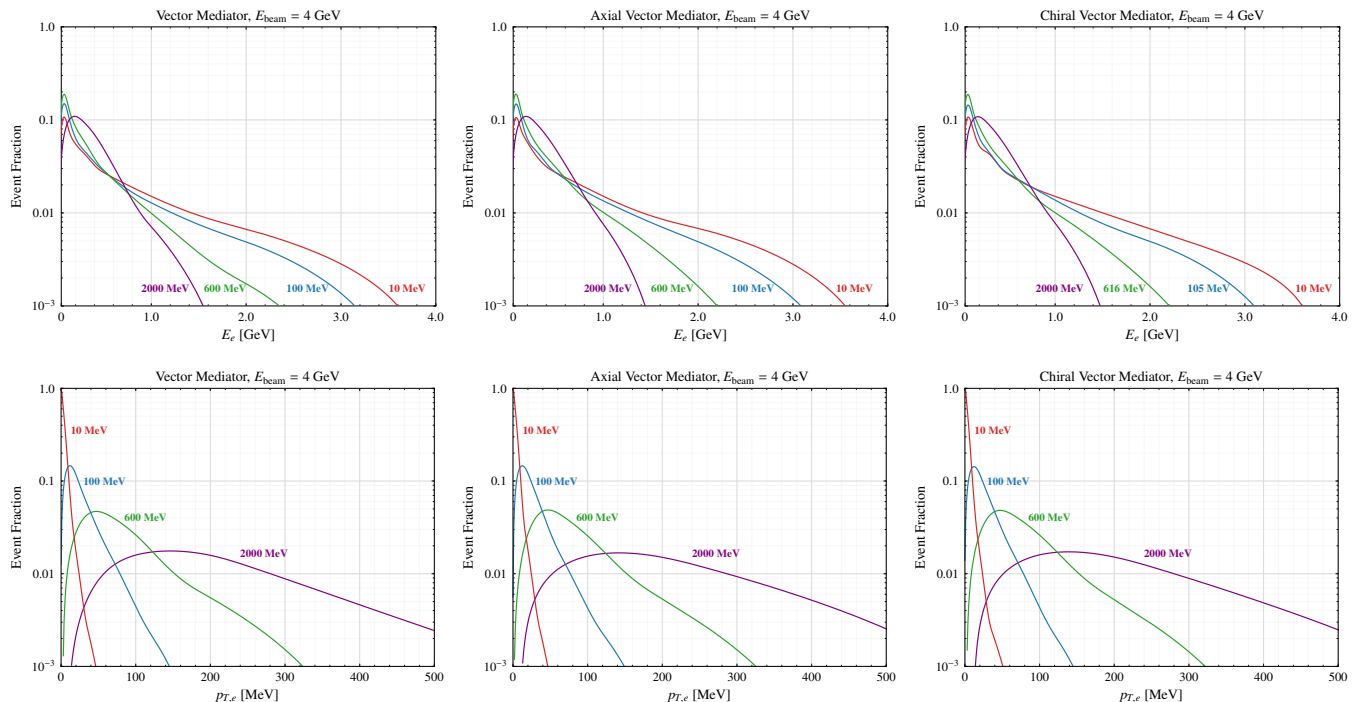 Vector Mediator, E_beam = 4 GeV
1.0
0.1
0.01
10⁻³
Event Fraction
2000 MeV
600 MeV
100 MeV
10 MeV
0
1.0
2.0
3.0
4.0
E_e [GeV]
Axial Vector Mediator, E_beam = 4 GeV
1.0
0.1
0.01
10⁻³
Event Fraction
2000 MeV
600 MeV
100 MeV
10 MeV
0
1.0
2.0
3.0
4.0
E_e [GeV]
Chiral Vector Mediator, E_beam = 4 GeV
1.0
0.1
0.01
10⁻³
Event Fraction
2000 MeV
616 MeV
105 MeV
10 MeV
0
1.0
2.0
3.0
4.0
E_e [GeV]
Vector Mediator, E_beam = 4 GeV
1.0
0.1
0.01
10⁻³
Event Fraction
10 MeV
100 MeV
600 MeV
2000 MeV
0
100
200
300
400
500
p_T,e [MeV]
Axial Vector Mediator, E_beam = 4 GeV
1.0
0.1
0.01
10⁻³
Event Fraction
10 MeV
100 MeV
600 MeV
2000 MeV
0
100
200
300
400
500
p_T,e [MeV]
Chiral Vector Mediator, E_beam = 4 GeV
1.0
0.1
0.01
10⁻³
Event Fraction
10 MeV
100 MeV
600 MeV
2000 MeV
0
100
200
300
400
500
p_T,e [MeV]